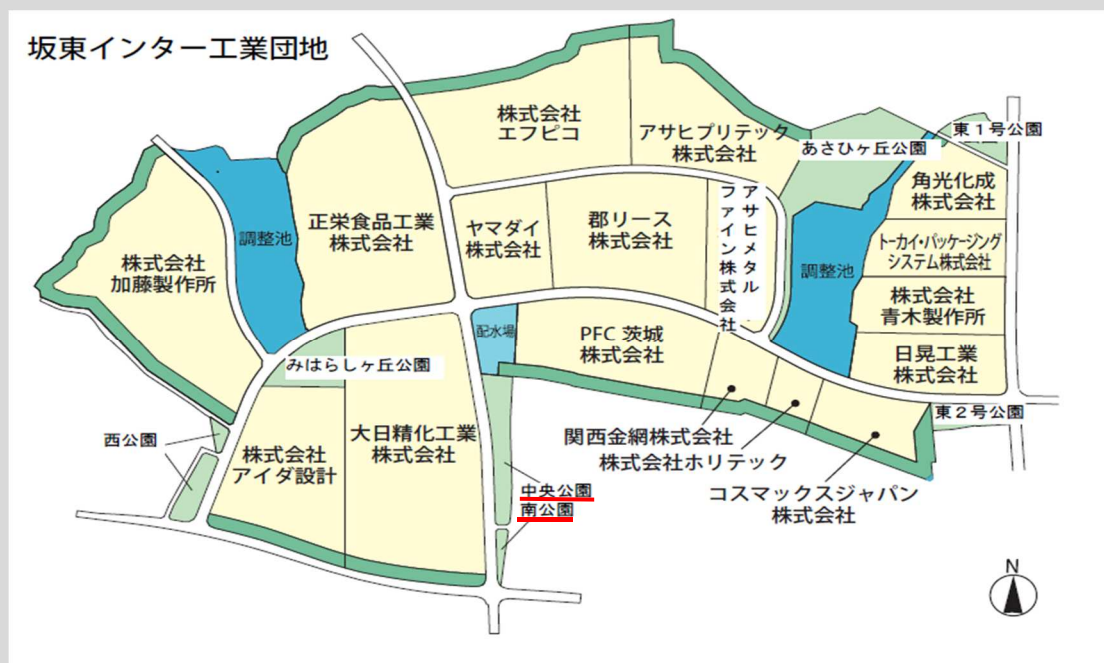 坂東インター工業団地
株式会社
エフピコ
アサヒプリテック
株式会社
あさひヶ丘公園
東1号公園
角光化成
株式会社
トーカイ・パッケージング
システム株式会社
株式会社
青木製作所
日晃工業
株式会社
調整池
アサヒメタル
ファイン株式会社
郡リース
株式会社
ヤマダイ
株式会社
正栄食品工業
株式会社
調整池
株式会社
加藤製作所
配水場
PFC 茨城
株式会社
みはらしヶ丘公園
東2号公園
西公園
株式会社
アイダ設計
大日精化工業
株式会社
関西金網株式会社
株式会社ホリテック
コスマックスジャパン
株式会社
中央公園
南公園
N